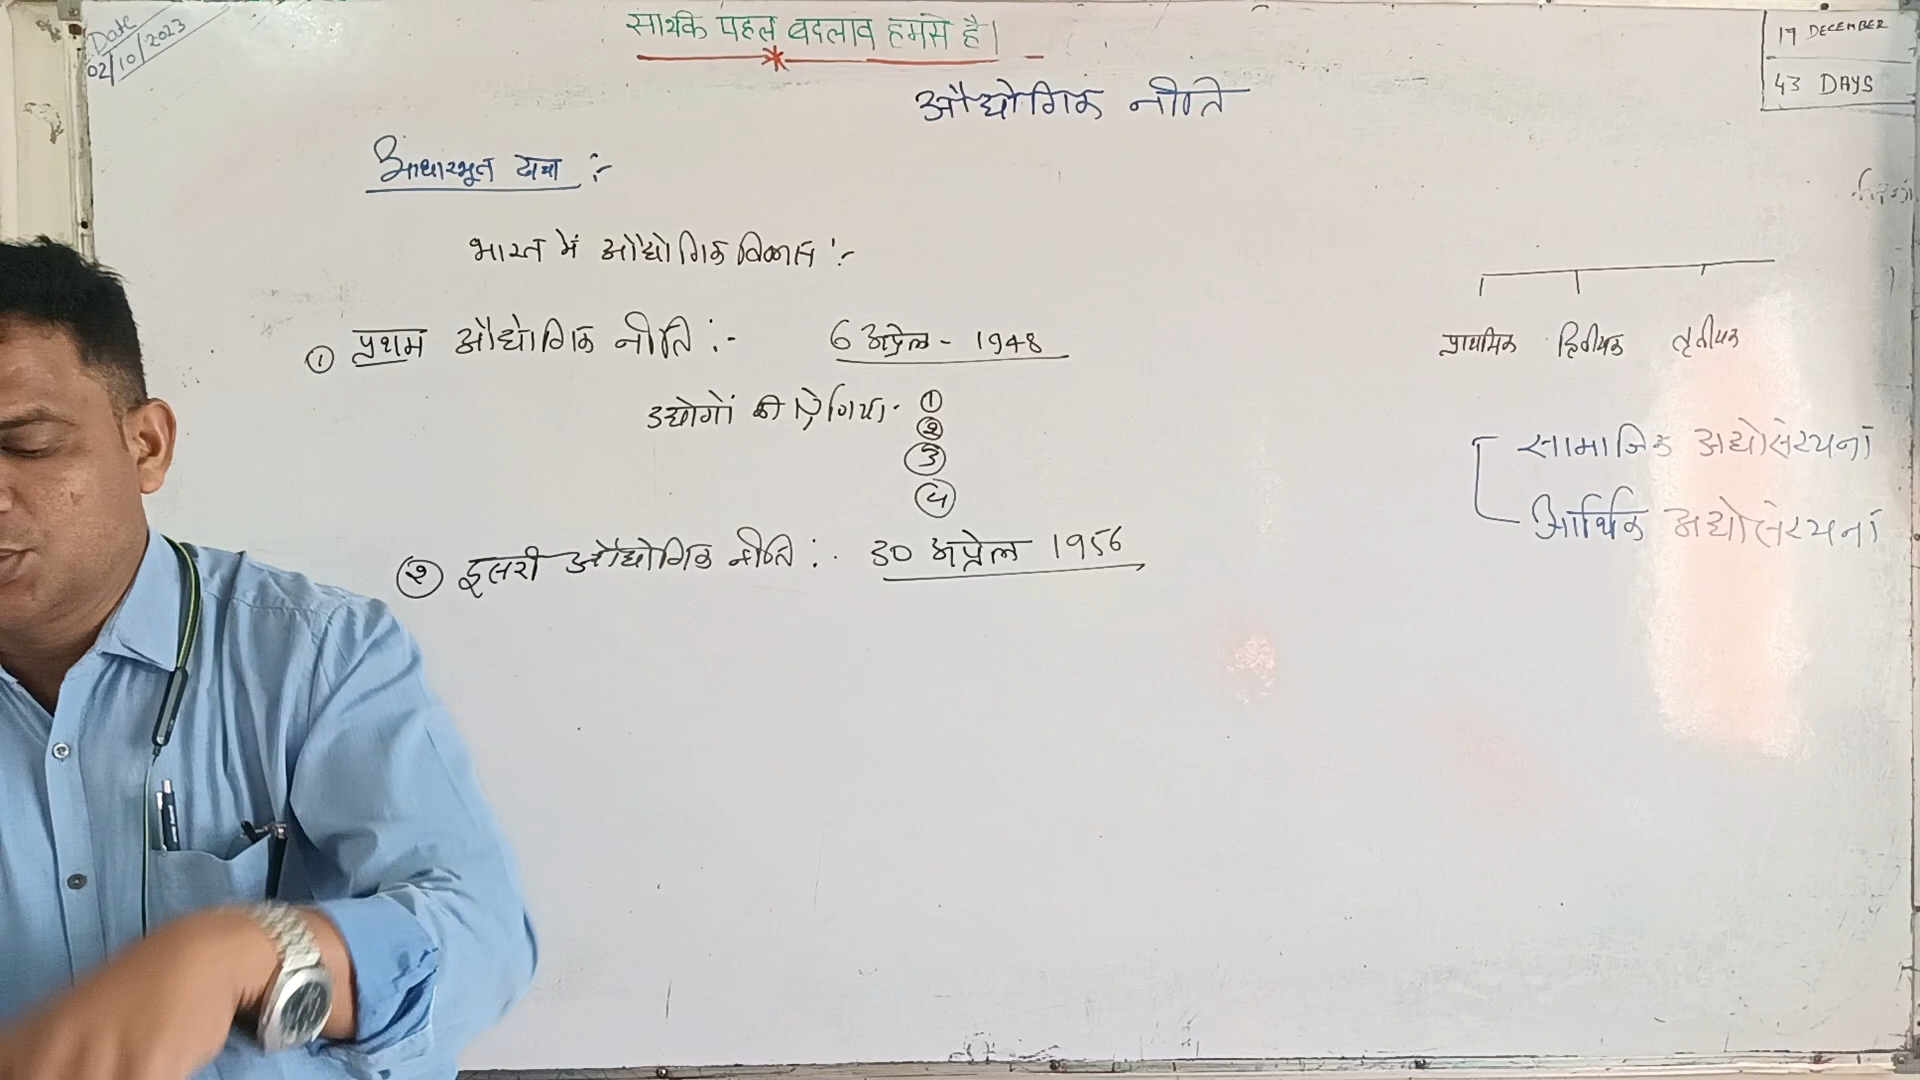 Date
02/10/2023
सार्थक पहल बदलाव हमसे है।
17 DECEMBER
43 DAYS
औद्योगिक नीति
आधारभूत ढाचा :-
भारत में औद्योगिक विकास :-
① प्रथम औद्योगिक नीति :- 6 अप्रेल - 1948
उद्योगों की श्रेणिया - ①
②
③
④
② दूसरी औद्योगिक नीति :- 30 अप्रेल 1956
प्राथमिक द्वितीयक तृतीयक
सामाजिक अद्योसंरचनां
आर्थिक अद्योसंरचनां